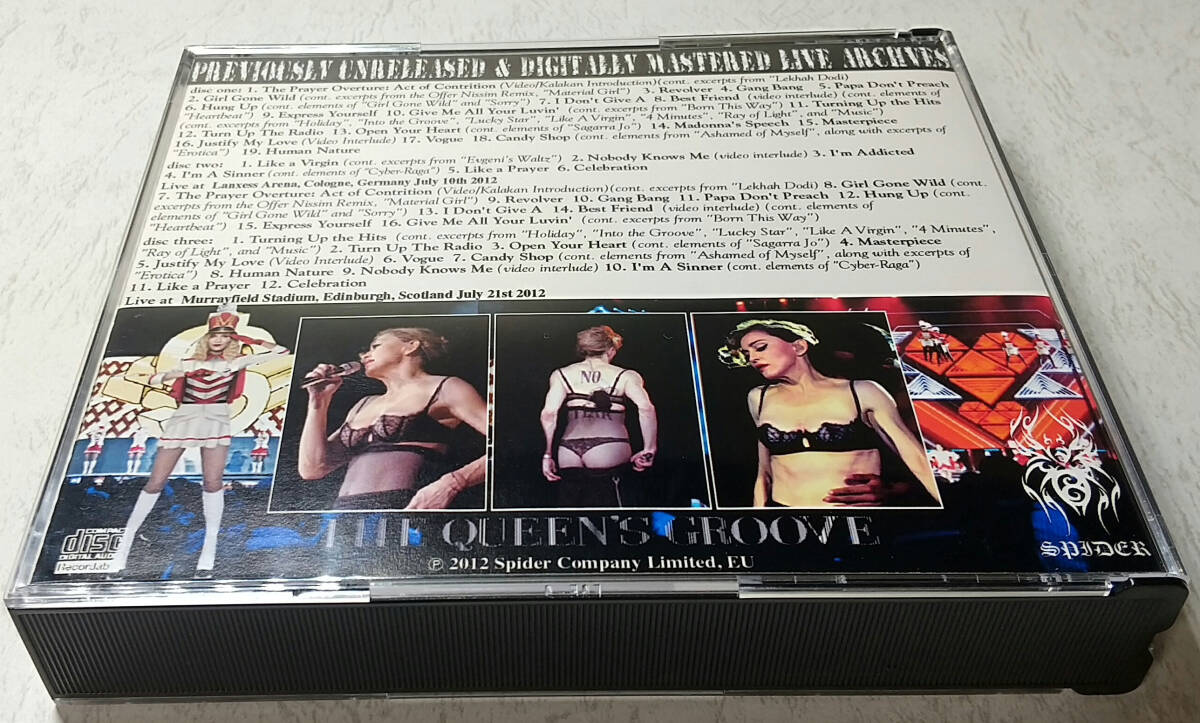 PREVIOUSLY UNRELEASED & DIGITALLY MASTERED LIVE ARCHIVES
disc one: 1. The Prayer Overture: Act of Contrition (Video/Kalakan Introduction)(cont. excerpts from "Lekhah Dodi)
2. Girl Gone Wild (cont. excerpts from the Offer Nissim Remix, "Material Girl") 3. Revolver 4. Gang Bang 5. Papa Don't Preach
6. Hung Up (cont. elements of "Girl Gone Wild" and "Sorry") 7. I Don't Give A 8. Best Friend (video interlude) (cont. elements of
"Heartbeat") 9. Express Yourself 10. Give Me All Your Luvin' (cont. excerpts from "Born This Way") 11. Turning Up the Hits
(cont. excerpts from "Holiday", "Into the Groove", "Lucky Star", "Like A Virgin", "4 Minutes", "Ray of Light", and "Music")
12. Turn Up The Radio 13. Open Your Heart (cont. elements of "Sagarra Jo") 14. Madonna's Speech 15. Masterpiece
16. Justify My Love (Video Interlude) 17. Vogue 18. Candy Shop (cont. elements from "Ashamed of Myself", along with excerpts of
"Erotica") 19. Human Nature
disc two: 1. Like a Virgin (cont. excerpts from "Evgeni's Waltz") 2. Nobody Knows Me (video interlude) 3. I'm Addicted
4. I'm A Sinner (cont. elements of "Cyber-Raga") 5. Like a Prayer 6. Celebration
Live at Lanxess Arena, Cologne, Germany July 10th 2012
7. The Prayer Overture: Act of Contrition (Video/Kalakan Introduction)(cont. excerpts from "Lekhah Dodi) 8. Girl Gone Wild (cont.
excerpts from the Offer Nissim Remix, "Material Girl") 9. Revolver 10. Gang Bang 11. Papa Don't Preach 12. Hung Up (cont.
elements of "Girl Gone Wild" and "Sorry") 13. I Don't Give A 14. Best Friend (video interlude) (cont. elements of
"Heartbeat") 15. Express Yourself 16. Give Me All Your Luvin' (cont. excerpts from "Born This Way")
disc three: 1. Turning Up the Hits (cont. excerpts from "Holiday", "Into the Groove", "Lucky Star", "Like A Virgin", "4 Minutes",
"Ray of Light", and "Music") 2. Turn Up The Radio 3. Open Your Heart (cont. elements of "Sagarra Jo") 4. Masterpiece
5. Justify My Love (Video Interlude) 6. Vogue 7. Candy Shop (cont. elements from "Ashamed of Myself", along with excerpts of
"Erotica") 8. Human Nature 9. Nobody Knows Me (video interlude) 10. I'm A Sinner (cont. elements of "Cyber-Raga")
11. Like a Prayer 12. Celebration
Live at Murrayfield Stadium, Edinburgh, Scotland July 21st 2012
NO
FEAR
COMPACT
disc
DIGITAL AUDIO
Recordable
THE QUEEN'S GROOVE
SPIDER
℗ 2012 Spider Company Limited, EU